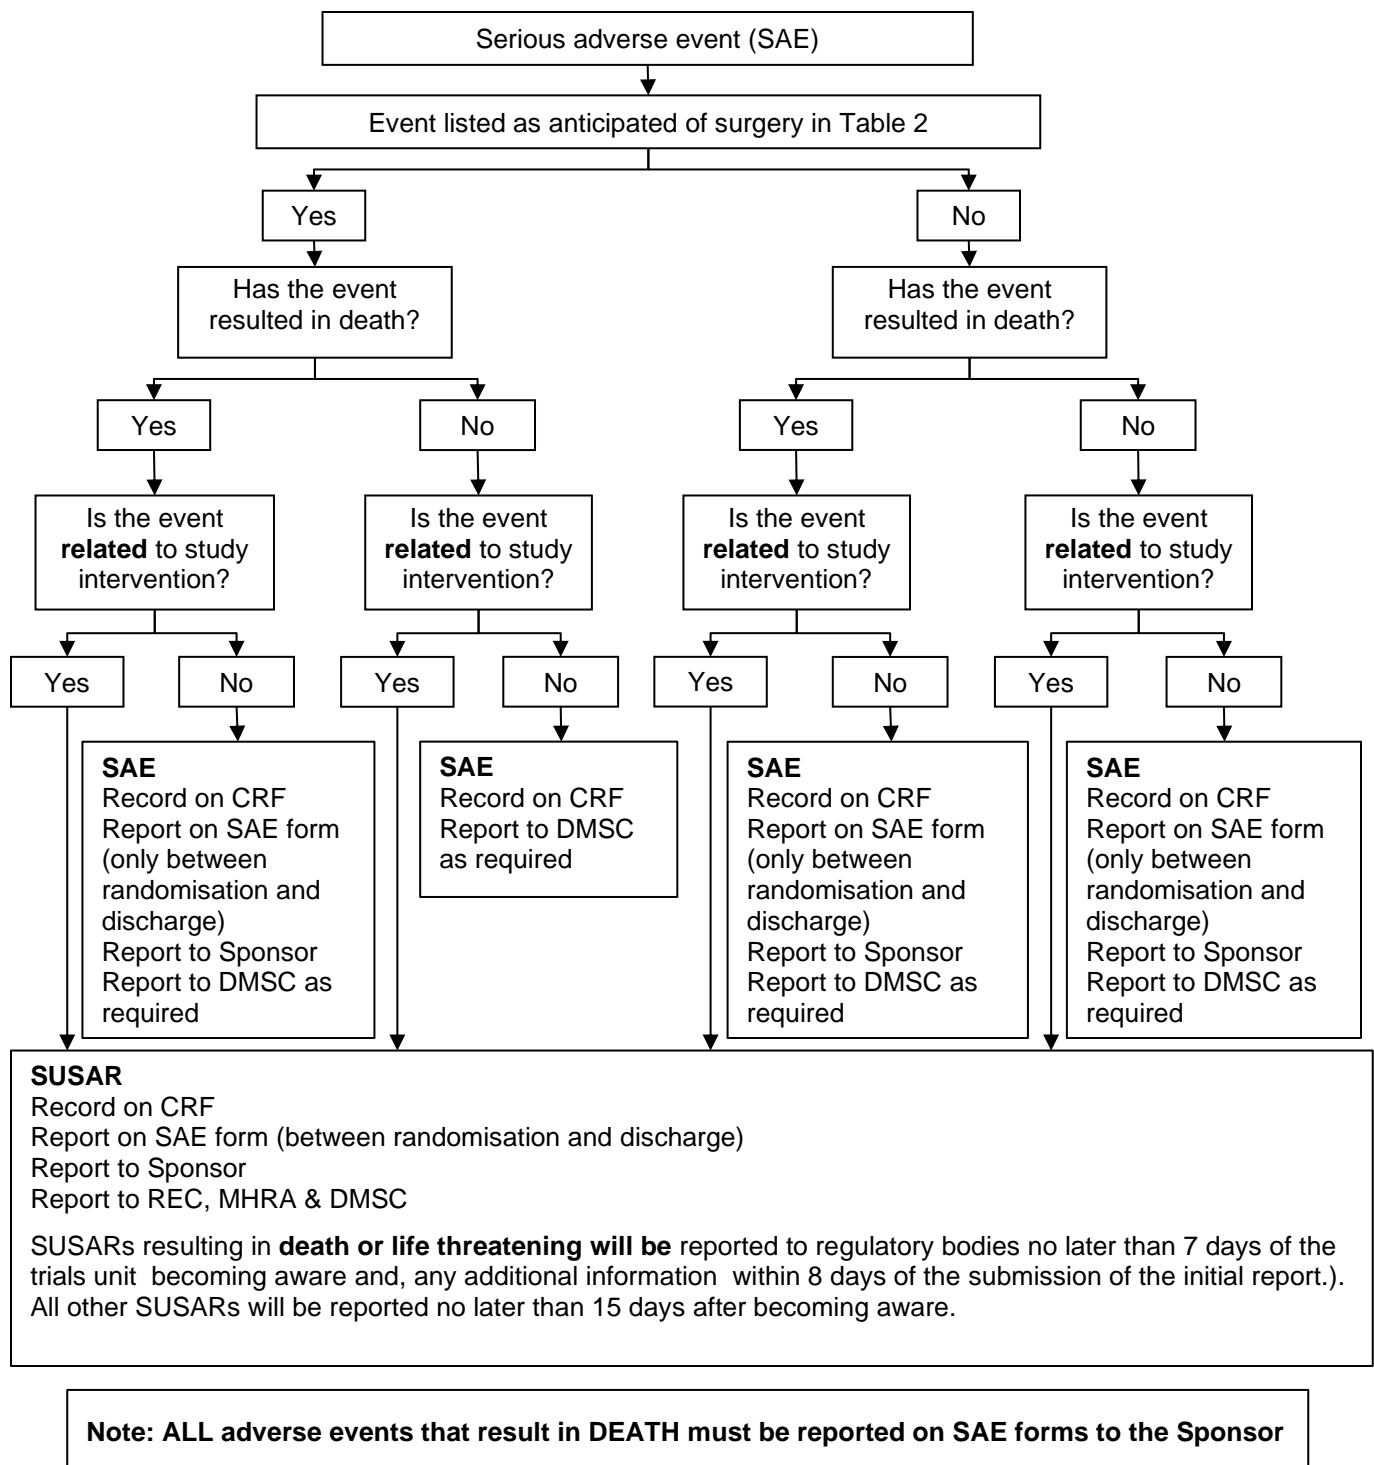 Serious adverse event (SAE)
Event listed as anticipated of surgery in Table 2
Yes
No
Has the event
resulted in death?
Has the event
resulted in death?
Yes
No
Yes
No
Is the event
related to study
intervention?
Is the event
related to study
intervention?
Is the event
related to study
intervention?
Is the event
related to study
intervention?
Yes
No
Yes
No
Yes
No
Yes
No
SAE
Record on CRF
Report on SAE form
(only between
randomisation and
discharge)
Report to Sponsor
Report to DMSC as
required
SAE
Record on CRF
Report to DMSC
as required
SAE
Record on CRF
Report on SAE form
(only between
randomisation and
discharge)
Report to Sponsor
Report to DMSC as
required
SAE
Record on CRF
Report on SAE form
(only between
randomisation and
discharge)
Report to Sponsor
Report to DMSC as
required
SUSAR
Record on CRF
Report on SAE form (between randomisation and discharge)
Report to Sponsor
Report to REC, MHRA & DMSC
SUSARs resulting in death or life threatening will be reported to regulatory bodies no later than 7 days of the
trials unit becoming aware and, any additional information within 8 days of the submission of the initial report.).
All other SUSARs will be reported no later than 15 days after becoming aware.
Note: ALL adverse events that result in DEATH must be reported on SAE forms to the Sponsor